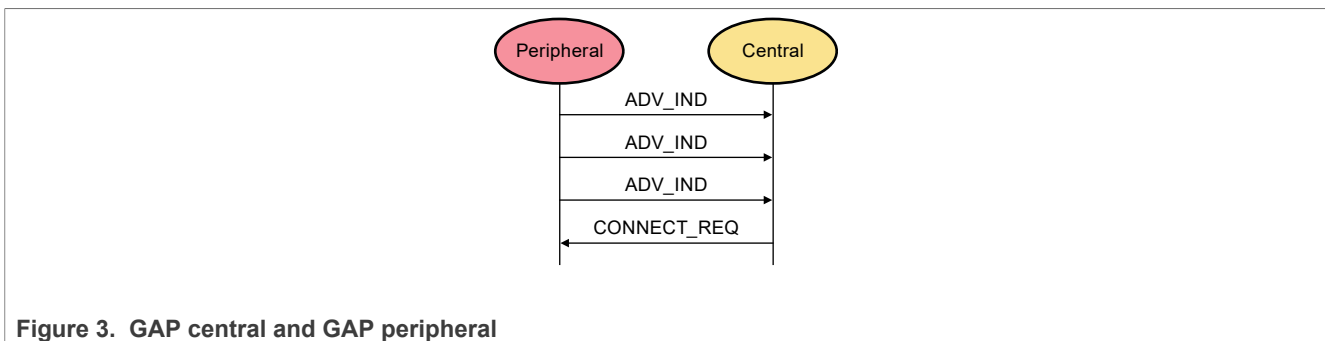 Peripheral Central
ADV_IND
ADV_IND
ADV_IND
CONNECT_REQ
Figure 3. GAP central and GAP peripheral